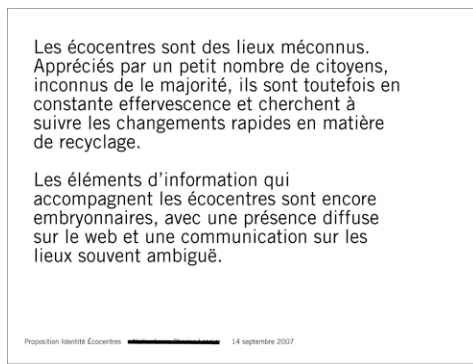 Les écocentres sont des lieux méconnus.
Appréciés par un petit nombre de citoyens,
inconnus de le majorité, ils sont toutefois en
constante effervescence et cherchent à
suivre les changements rapides en matière
de recyclage.
Les éléments d’information qui
accompagnent les écocentres sont encore
embryonnaires, avec une présence diffuse
sur le web et une communication sur les
lieux souvent ambiguë.
Proposition Identité Écocentres 14 septembre 2007